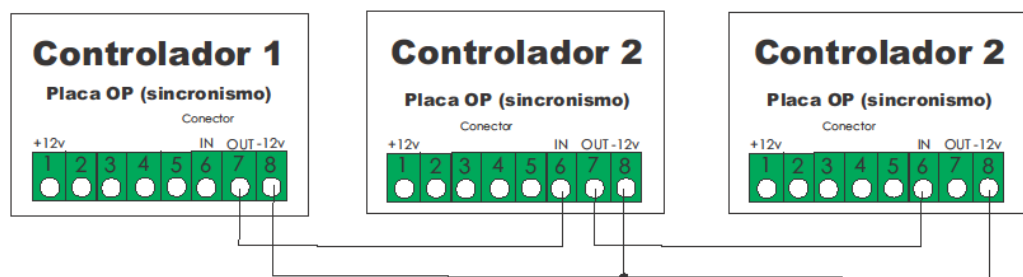 Controlador 1
Placa OP (sincronismo)
Conector
+12v IN OUT -12v
1 2 3 4 5 6 7 8
Controlador 2
Placa OP (sincronismo)
Conector
+12v IN OUT -12v
1 2 3 4 5 6 7 8
Controlador 2
Placa OP (sincronismo)
Conector
+12v IN OUT -12v
1 2 3 4 5 6 7 8